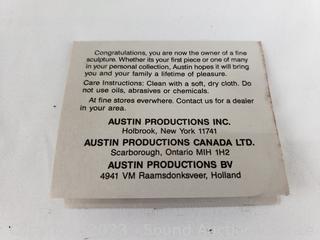 Congratulations, you are now the owner of a fine
sculpture. Whether its your first piece or one of many
in your personal collection, Austin hopes it will bring
you and your family a lifetime of pleasure.
Care Instructions: Clean with a soft, dry cloth. Do
not use oils, abrasives or chemicals.
At fine stores everwhere. Contact us for a dealer
in your area.
AUSTIN PRODUCTIONS INC.
Holbrook, New York 11741
AUSTIN PRODUCTIONS CANADA LTD.
Scarborough, Ontario MIH 1H2
AUSTIN PRODUCTIONS BV
4941 VM Raamsdonksveer, Holland